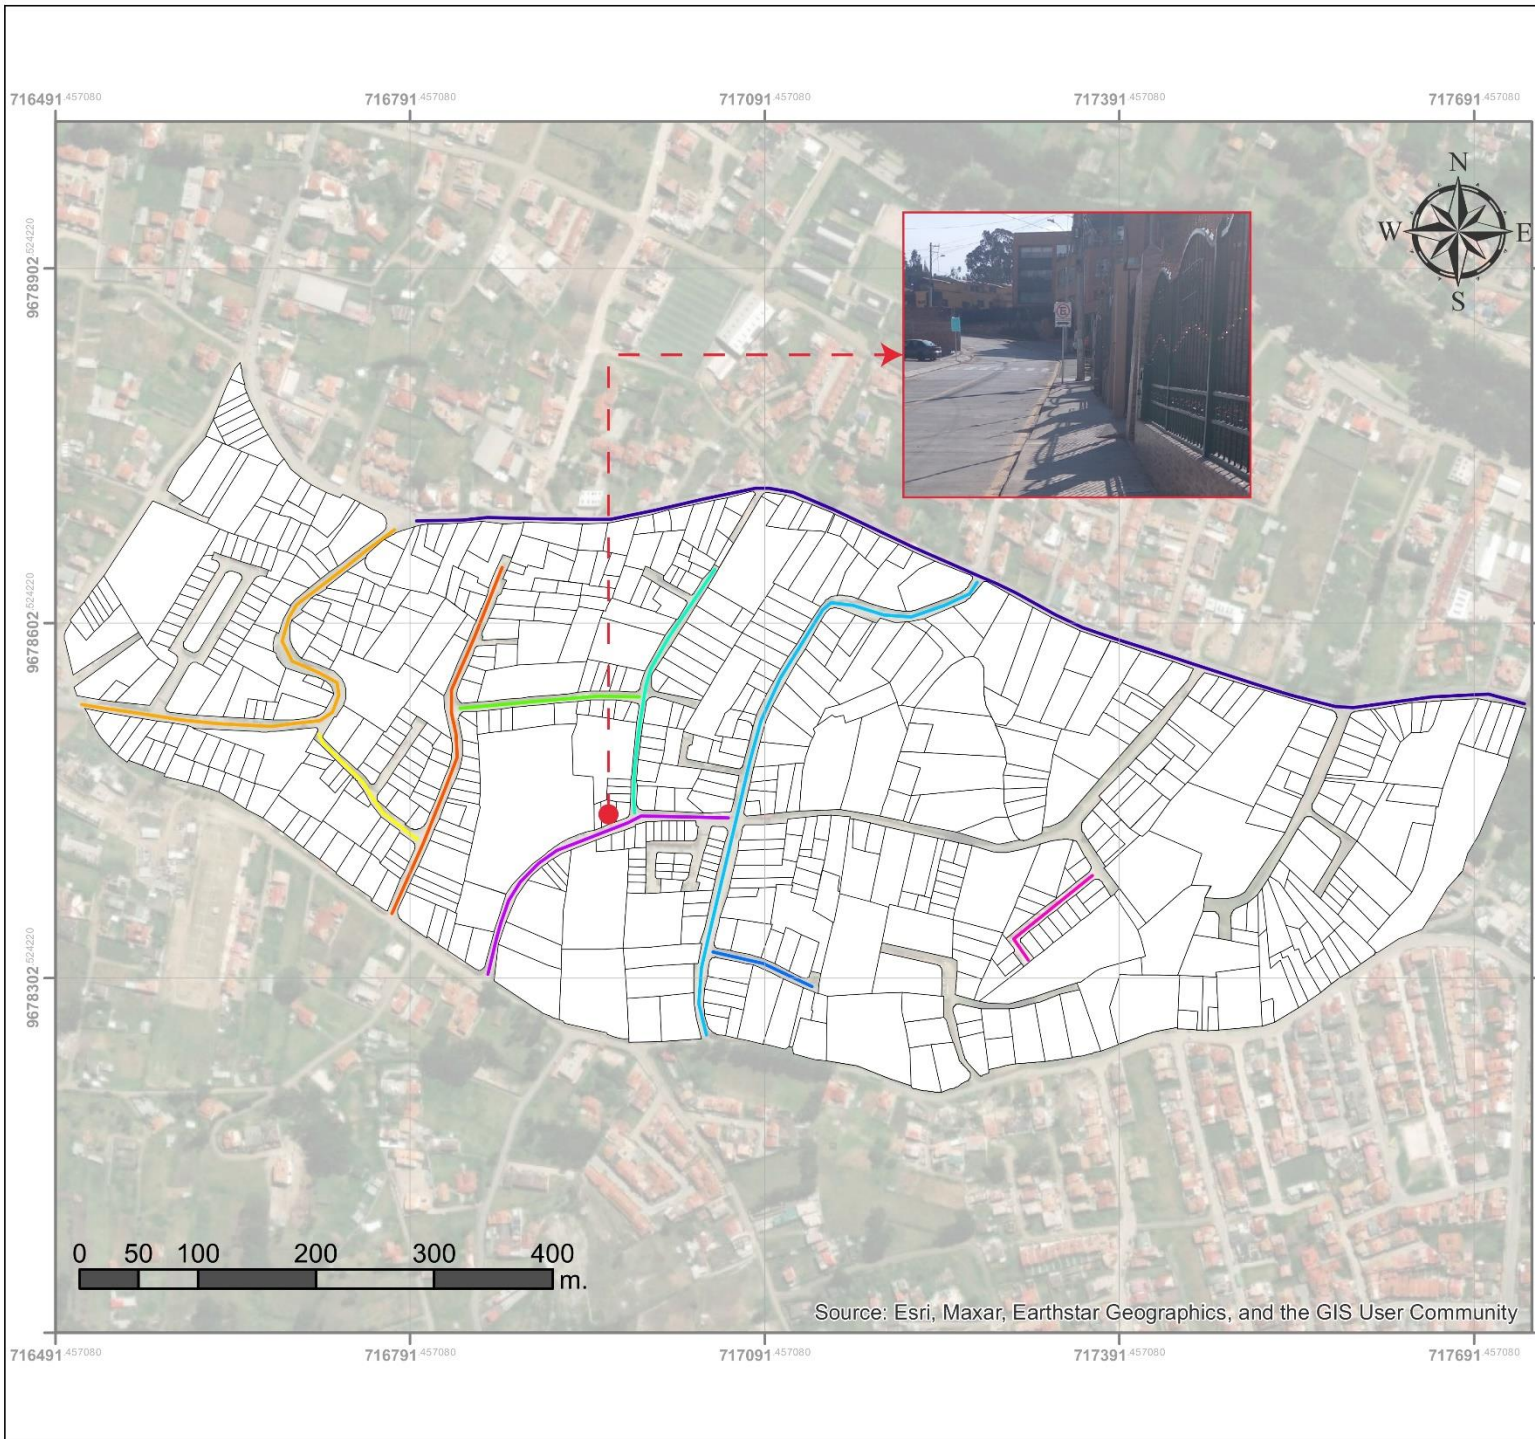 716491.457080 716791.457080 717091.457080 717391.457080 717691.457080
N
W E
S
9678902.524220
9678602.524220
9678302.524220
E
0 50 100 200 300 400
m.
Source: Esri, Maxar, Earthstar Geographics, and the GIS User Community
716491.457080 716791.457080 717091.457080 717391.457080 717691.457080